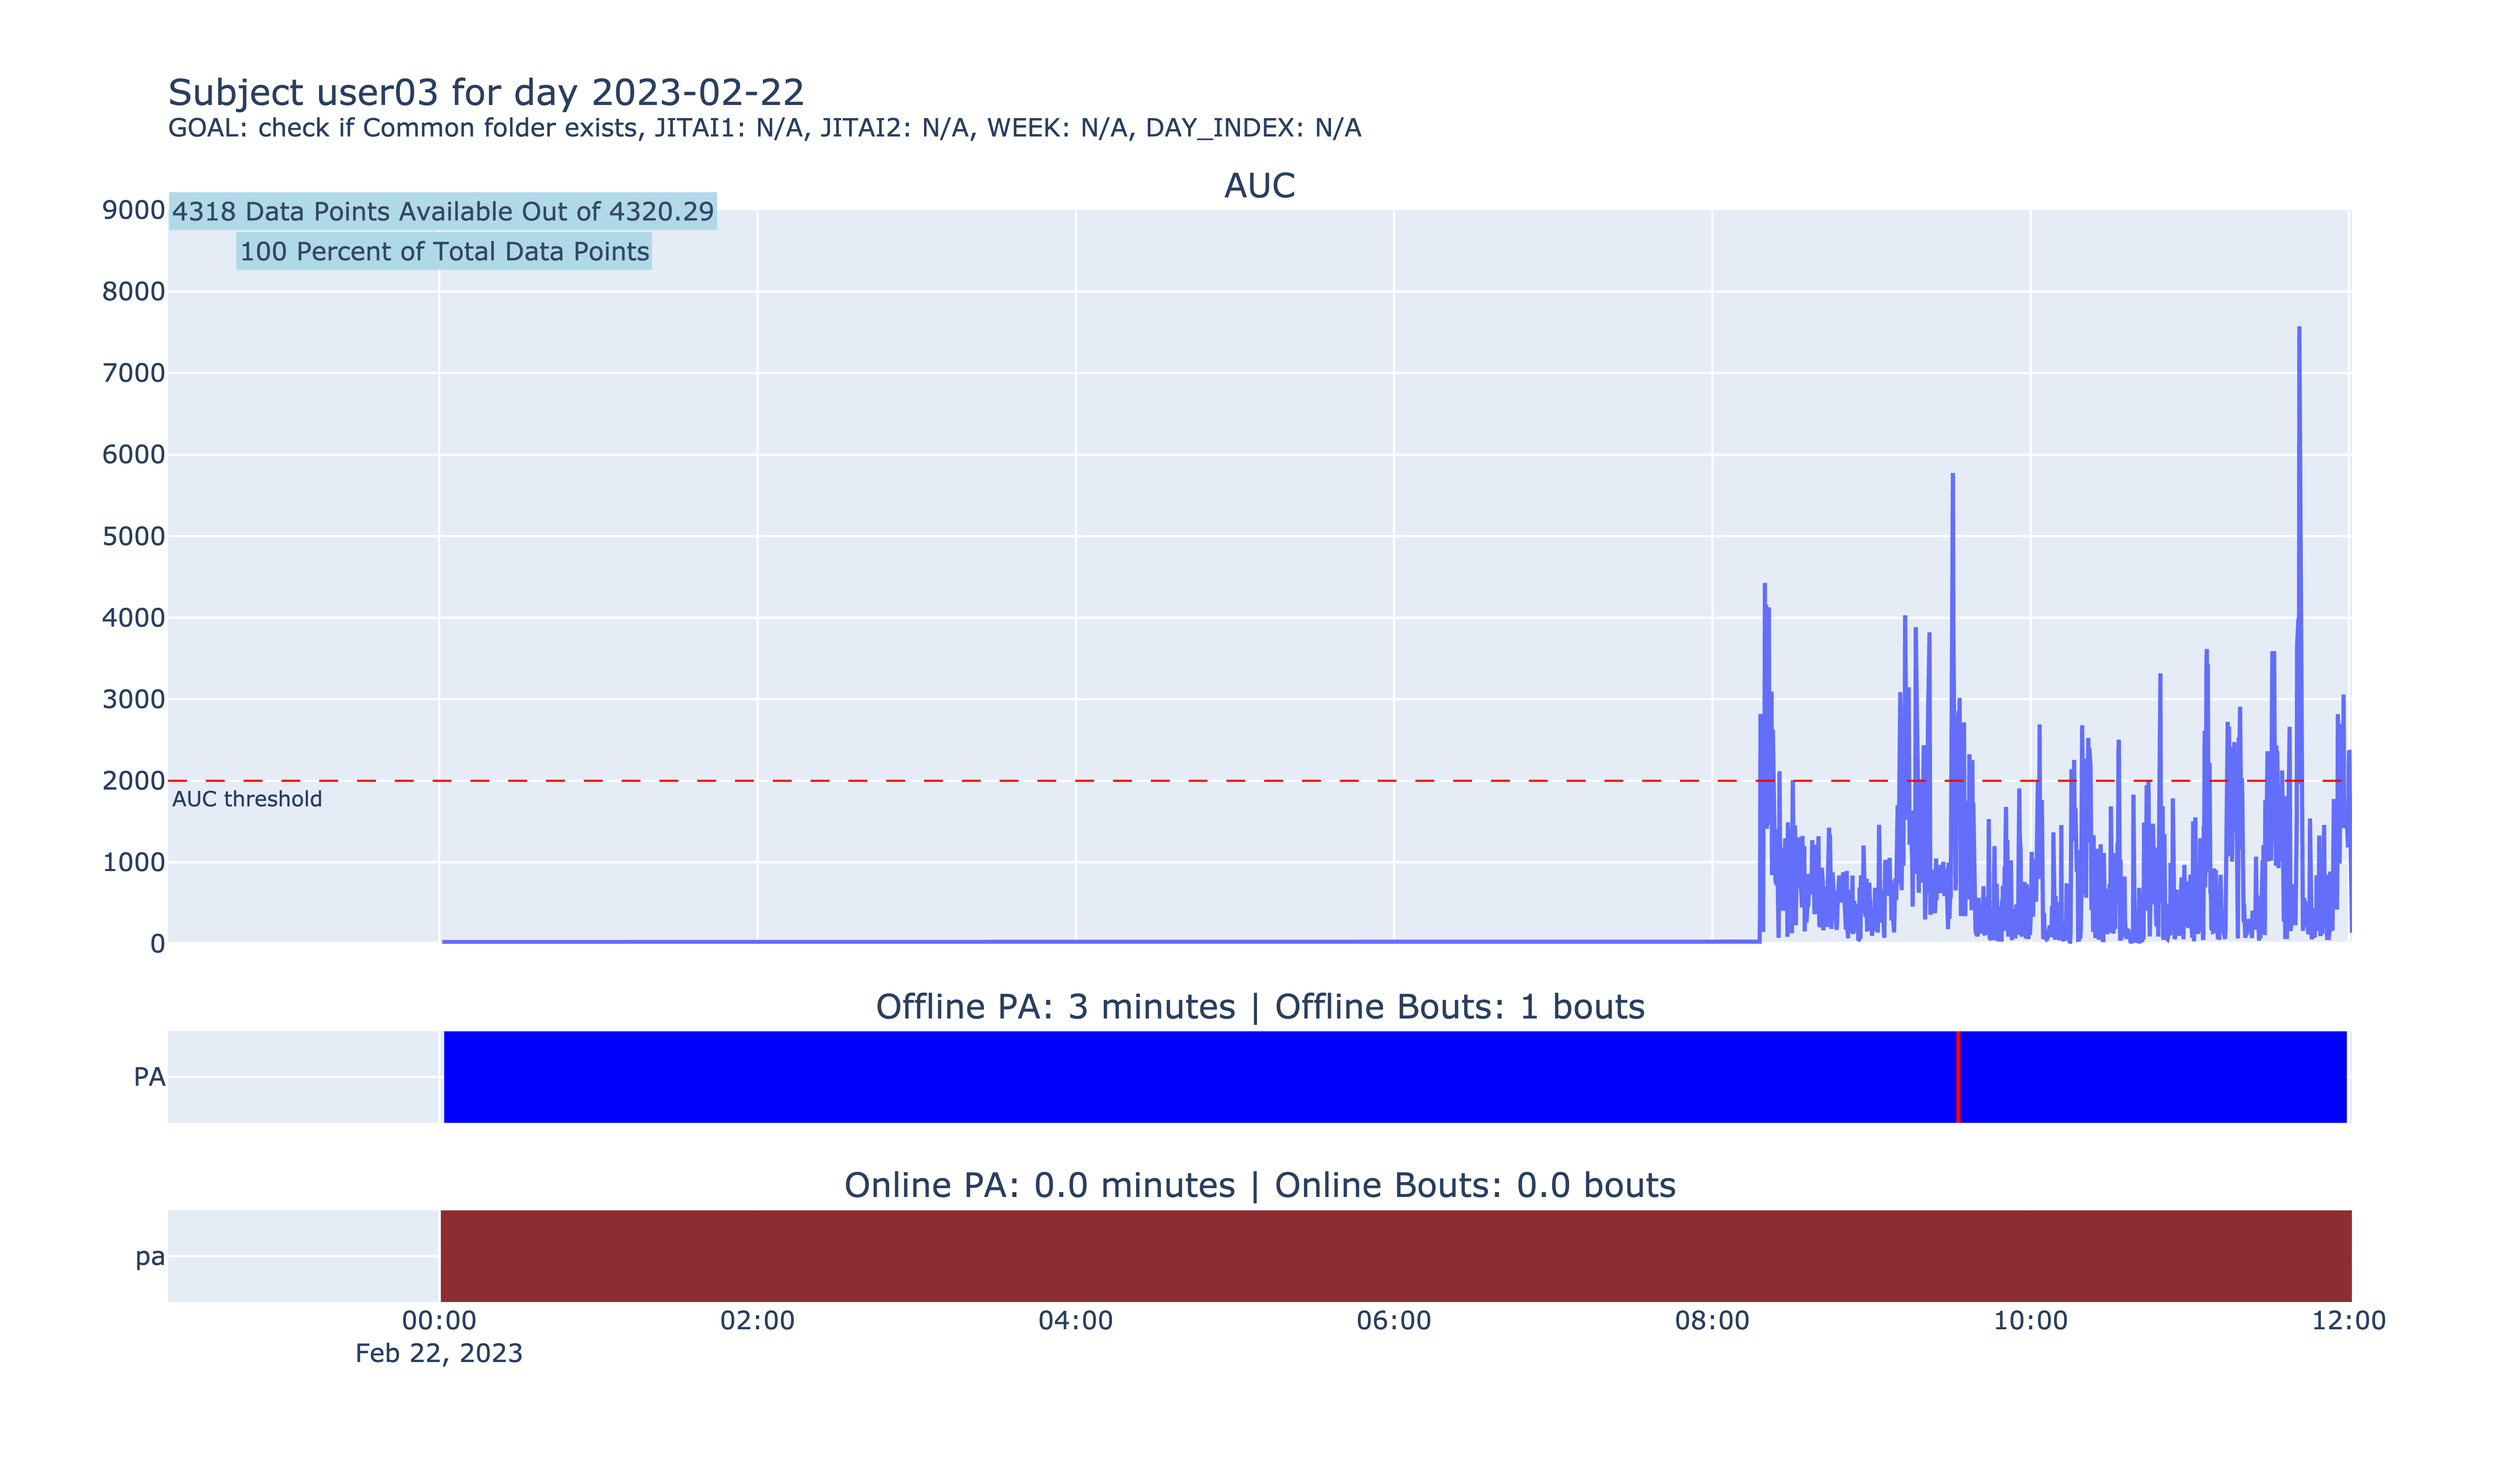 Subject user03 for day 2023-02-22
GOAL: check if Common folder exists, JITAI1: N/A, JITAI2: N/A, WEEK: N/A, DAY_INDEX: N/A
AUC
4318 Data Points Available Out of 4320.29
100 Percent of Total Data Points
9000
8000
7000
6000
5000
4000
3000
2000
AUC threshold
1000
0
Offline PA: 3 minutes | Offline Bouts: 1 bouts
PA
Online PA: 0.0 minutes | Online Bouts: 0.0 bouts
pa
00:00 02:00 04:00 06:00 08:00 10:00 12:00
Feb 22, 2023